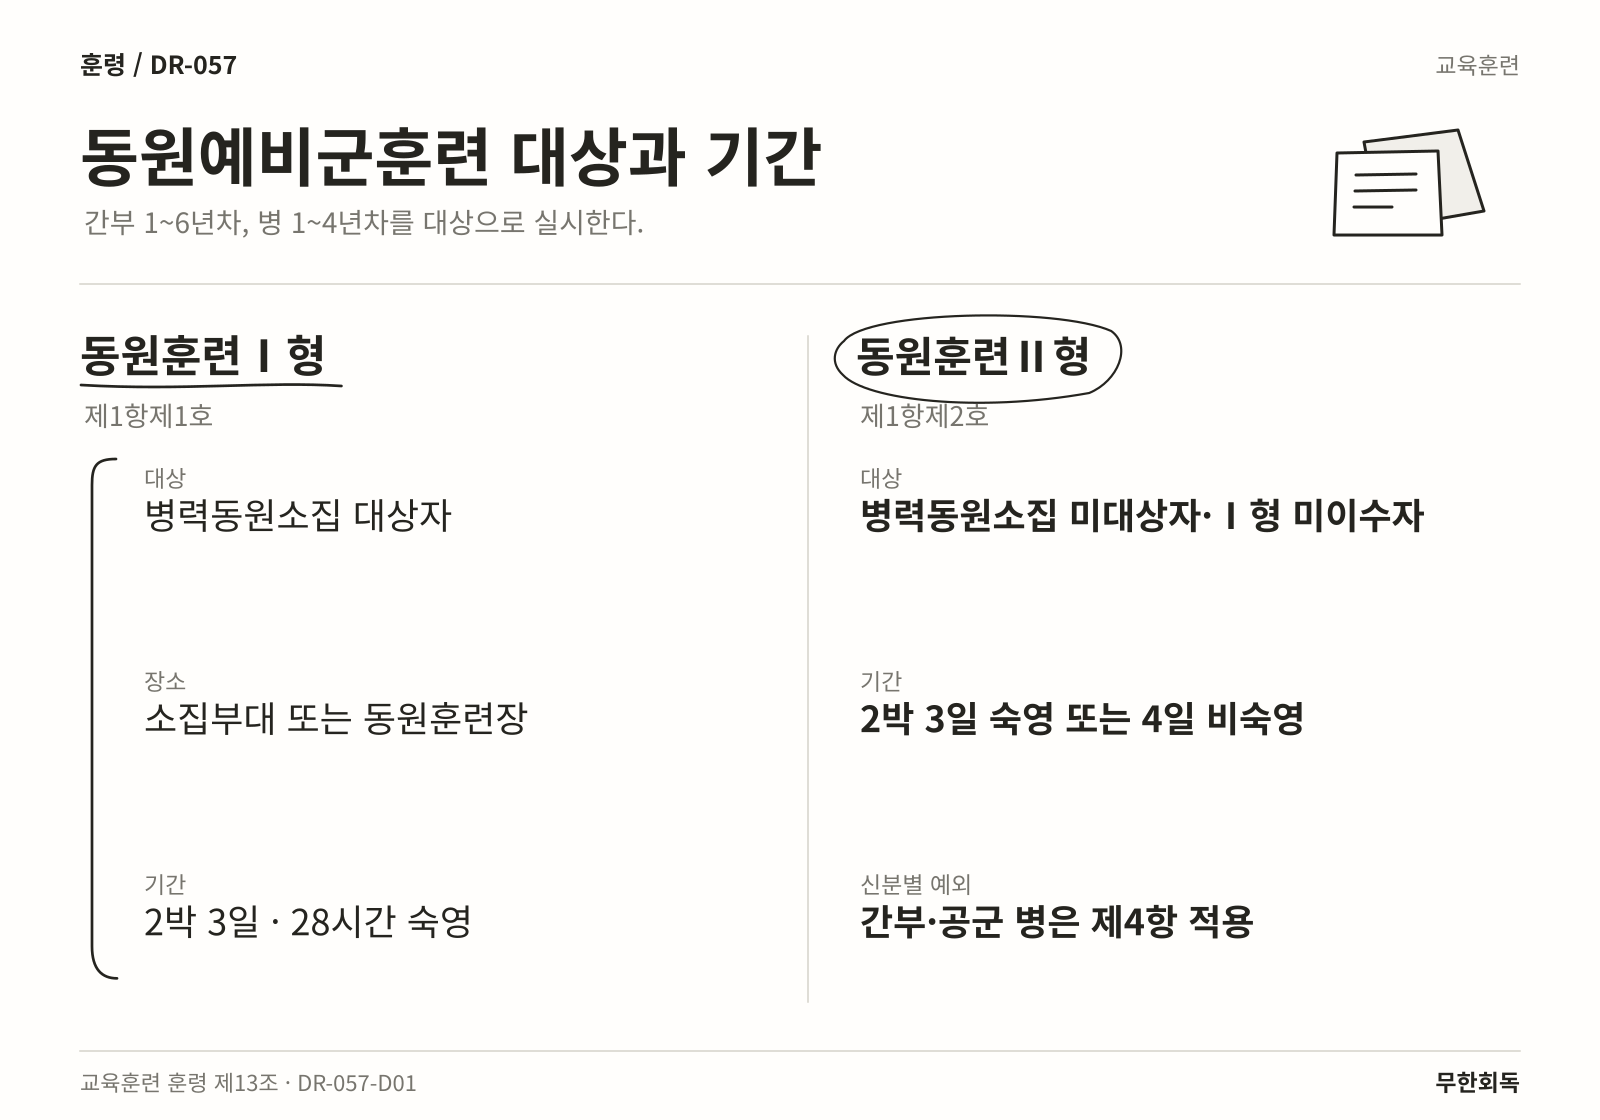 훈령 / DR-057
교육훈련
동원예비군훈련 대상과 기간
간부 1~6년차, 병 1~4년차를 대상으로 실시한다.
동원훈련Ⅰ형
제1항제1호
대상
병력동원소집 대상자
장소
소집부대 또는 동원훈련장
기간
2박 3일 · 28시간 숙영
동원훈련Ⅱ형
제1항제2호
대상
병력동원소집 미대상자·Ⅰ형 미이수자
기간
2박 3일 숙영 또는 4일 비숙영
신분별 예외
간부·공군 병은 제4항 적용
교육훈련 훈령 제13조 · DR-057-D01
무한회독